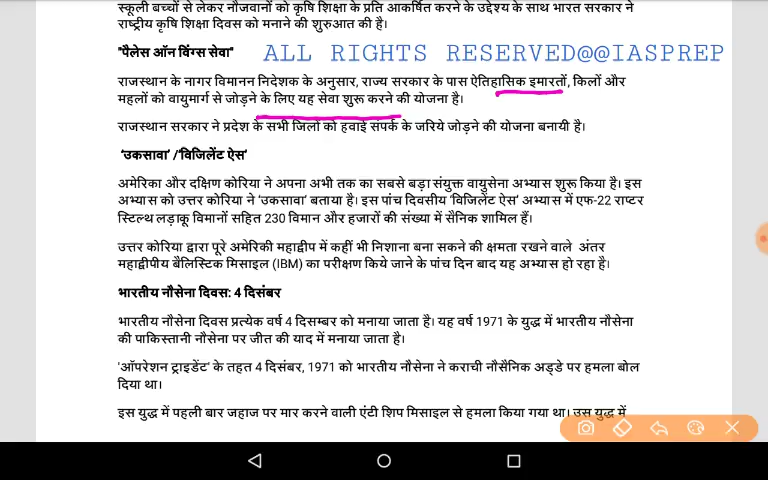 स्कूली बच्चों से लेकर नौजवानों को कृषि शिक्षा के प्रति आकर्षित करने के उद्देश्य के साथ भारत सरकार ने
राष्ट्रीय कृषि शिक्षा दिवस को मनाने की शुरुआत की है।
"पैलेस ऑन विंग्स सेवा" ALL RIGHTS RESERVED@@IASPREP
राजस्थान के नागर विमानन निदेशक के अनुसार, राज्य सरकार के पास ऐतिहासिक इमारतों, किलों और
महलों को वायुमार्ग से जोड़ने के लिए यह सेवा शुरू करने की योजना है।
राजस्थान सरकार ने प्रदेश के सभी जिलों को हवाई संपर्क के जरिये जोड़ने की योजना बनायी है।
'उकसावा' /'विजिलेंट ऐस'
अमेरिका और दक्षिण कोरिया ने अपना अभी तक का सबसे बड़ा संयुक्त वायुसेना अभ्यास शुरू किया है। इस
अभ्यास को उत्तर कोरिया ने 'उकसावा' बताया है। इस पांच दिवसीय 'विजिलेंट ऐस' अभ्यास में एफ-22 राप्टर
स्टिल्थ लड़ाकू विमानों सहित 230 विमान और हजारों की संख्या में सैनिक शामिल हैं।
उत्तर कोरिया द्वारा पूरे अमेरिकी महाद्वीप में कहीं भी निशाना बना सकने की क्षमता रखने वाले अंतर
महाद्वीपीय बैलिस्टिक मिसाइल (IBM) का परीक्षण किये जाने के पांच दिन बाद यह अभ्यास हो रहा है।
भारतीय नौसेना दिवस: 4 दिसंबर
भारतीय नौसेना दिवस प्रत्येक वर्ष 4 दिसम्बर को मनाया जाता है। यह वर्ष 1971 के युद्ध में भारतीय नौसेना
की पाकिस्तानी नौसेना पर जीत की याद में मनाया जाता है।
'ऑपरेशन ट्राइडेंट' के तहत 4 दिसंबर, 1971 को भारतीय नौसेना ने कराची नौसैनिक अड्डे पर हमला बोल
दिया था।
इस युद्ध में पहली बार जहाज पर मार करने वाली एंटी शिप मिसाइल से हमला किया गया था। उस युद्ध में